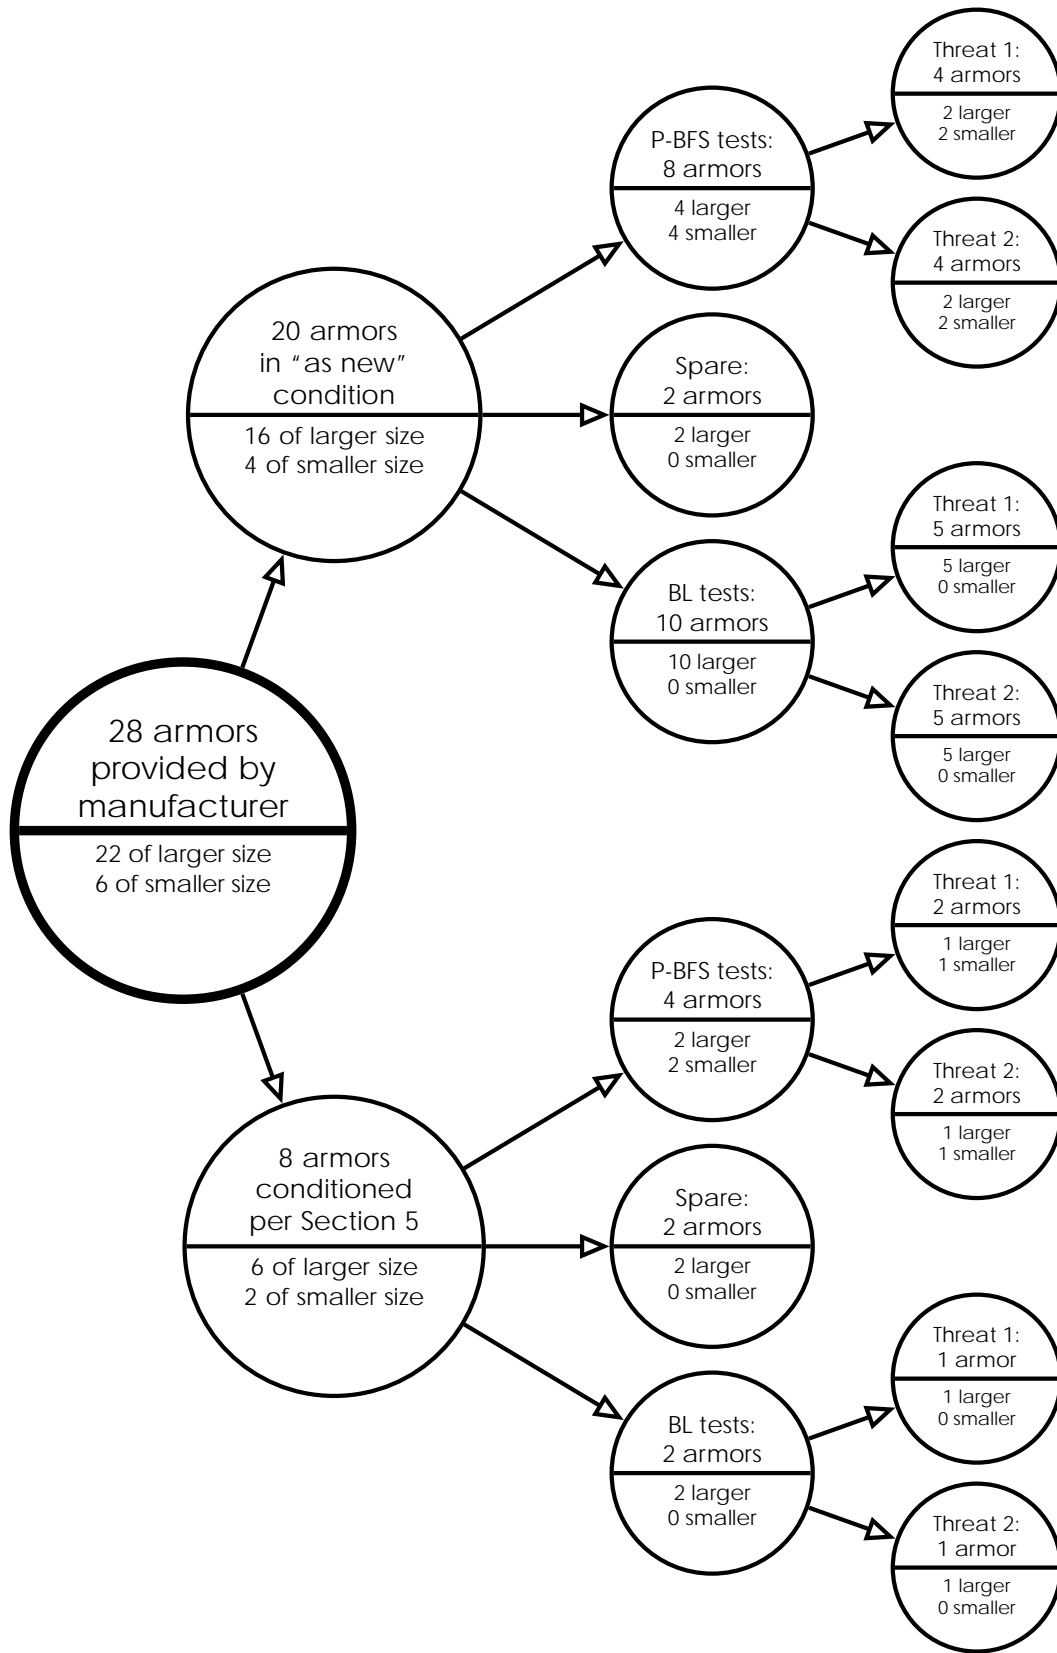 28 armors
provided by
manufacturer
22 of larger size
6 of smaller size
20 armors
in “as new”
condition
16 of larger size
4 of smaller size
P-BFS tests:
8 armors
4 larger
4 smaller
Threat 1:
4 armors
2 larger
2 smaller
Threat 2:
4 armors
2 larger
2 smaller
Spare:
2 armors
2 larger
0 smaller
BL tests:
10 armors
10 larger
0 smaller
Threat 1:
5 armors
5 larger
0 smaller
Threat 2:
5 armors
5 larger
0 smaller
8 armors
conditioned
per Section 5
6 of larger size
2 of smaller size
P-BFS tests:
4 armors
2 larger
2 smaller
Threat 1:
2 armors
1 larger
1 smaller
Threat 2:
2 armors
1 larger
1 smaller
Spare:
2 armors
2 larger
0 smaller
BL tests:
2 armors
2 larger
0 smaller
Threat 1:
1 armor
1 larger
0 smaller
Threat 2:
1 armor
1 larger
0 smaller